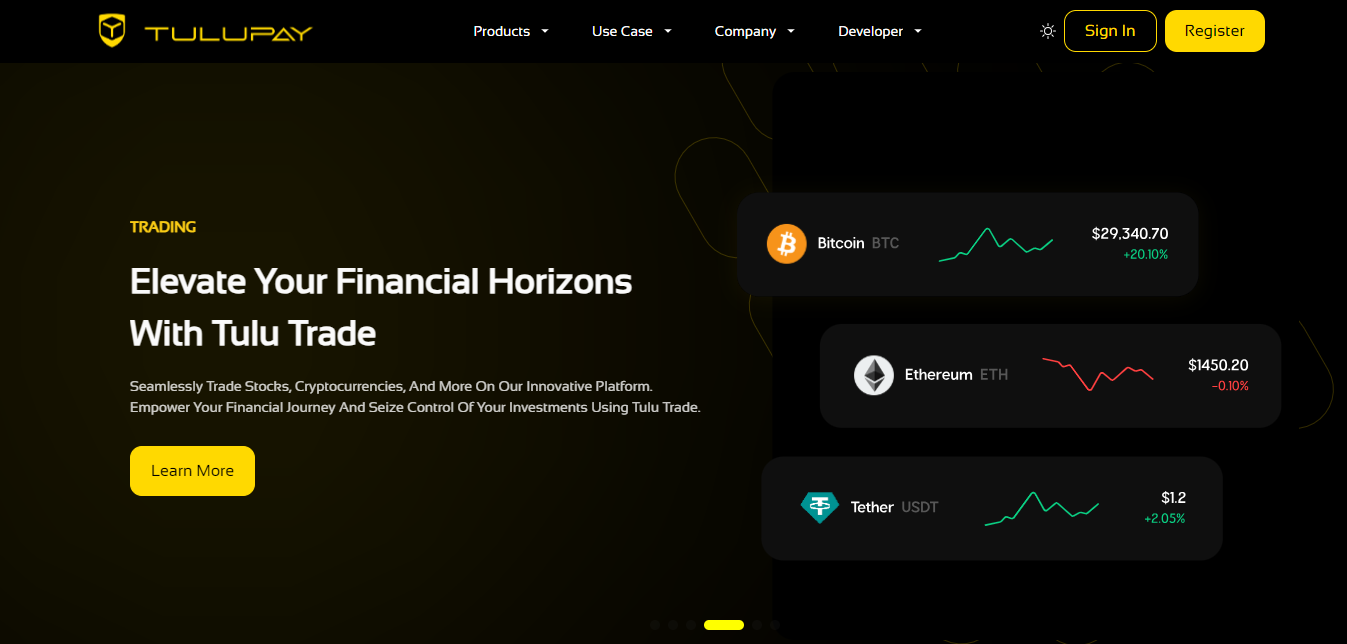 TULUPAY
Products
Use Case
Company
Developer
Sign In
Register
TRADING
Elevate Your Financial Horizons
With Tulu Trade
Seamlessly Trade Stocks, Cryptocurrencies, And More On Our Innovative Platform.
Empower Your Financial Journey And Seize Control Of Your Investments Using Tulu Trade.
Learn More
Bitcoin BTC
$29,340.70
+20.10%
Ethereum ETH
$1450.20
-0.10%
Tether USDT
$1.2
+2.05%